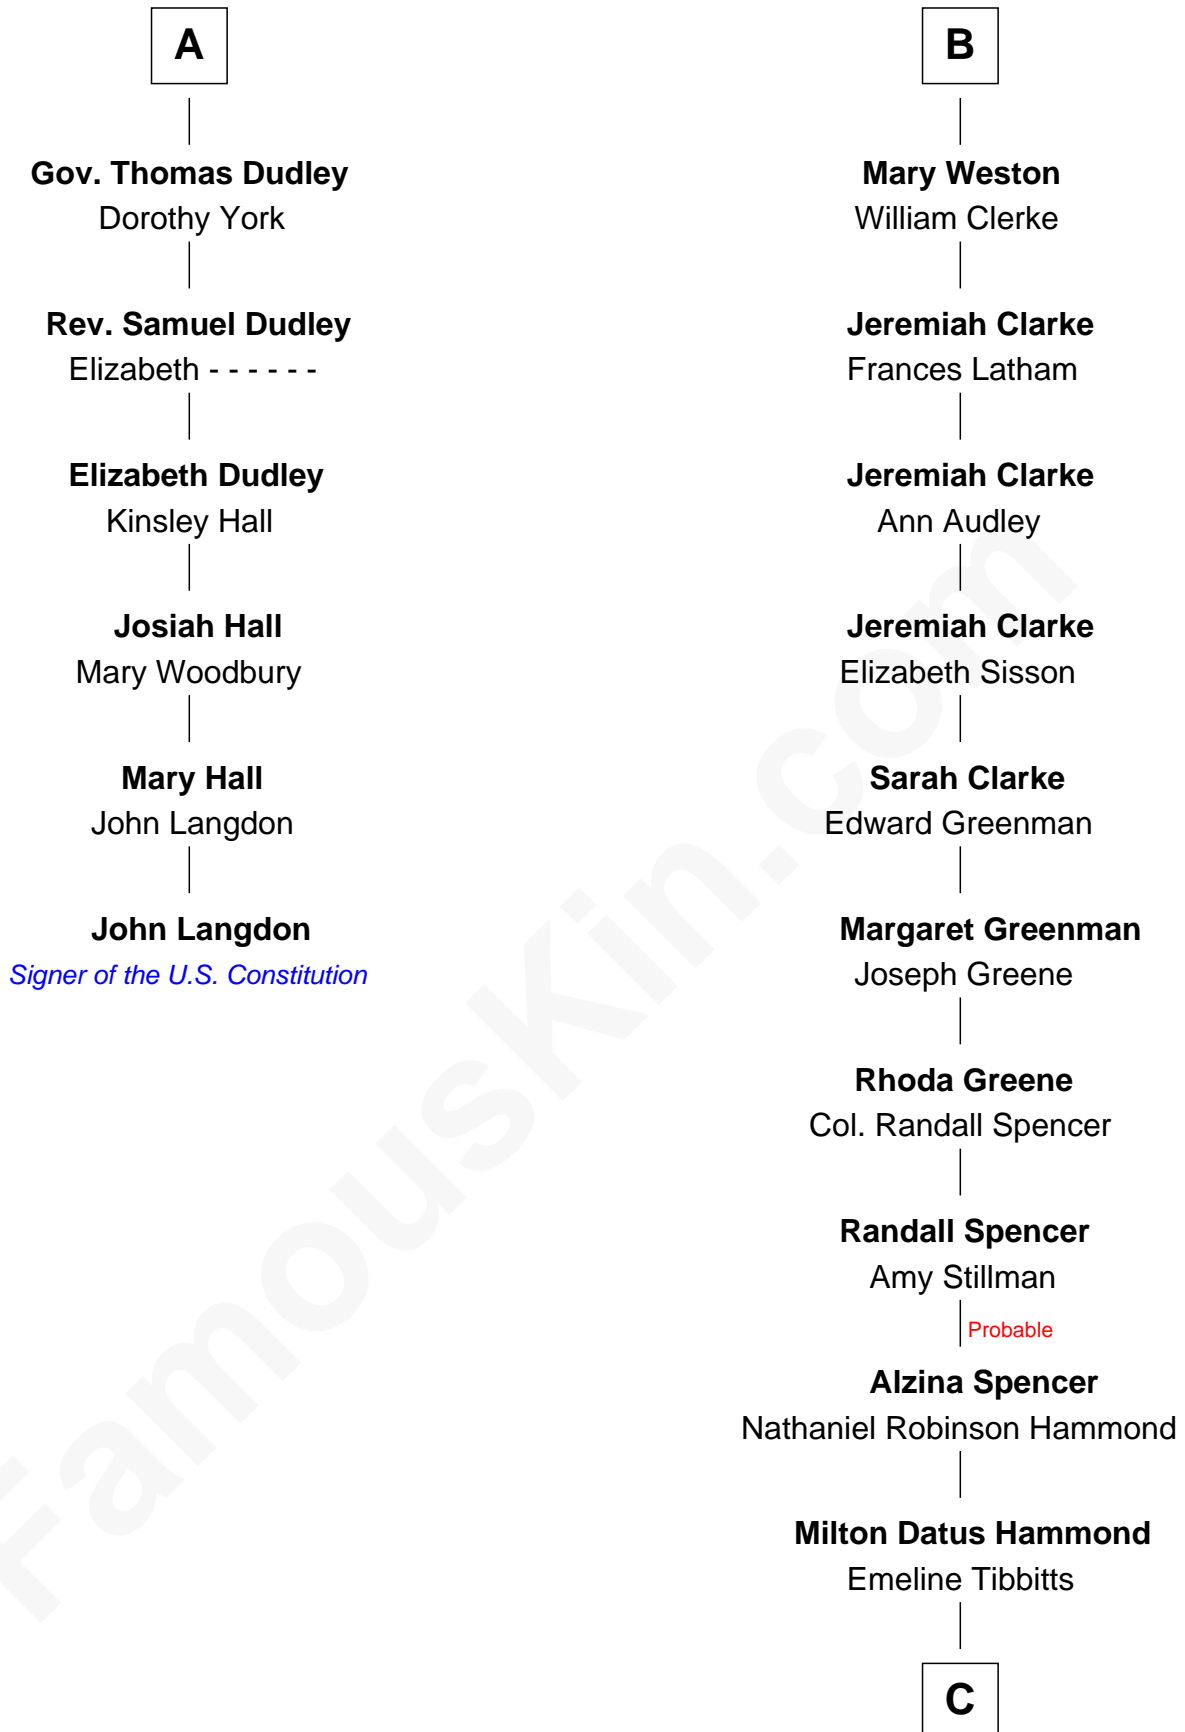 A
Gov. Thomas Dudley
Dorothy York
Rev. Samuel Dudley
Elizabeth - - - - - -
Elizabeth Dudley
Kinsley Hall
Josiah Hall
Mary Woodbury
Mary Hall
John Langdon
John Langdon
Signer of the U.S. Constitution
B
Mary Weston
William Clerke
Jeremiah Clarke
Frances Latham
Jeremiah Clarke
Ann Audley
Jeremiah Clarke
Elizabeth Sisson
Sarah Clarke
Edward Greenman
Margaret Greenman
Joseph Greene
Rhoda Greene
Col. Randall Spencer
Randall Spencer
Amy Stillman
Probable
Alzina Spencer
Nathaniel Robinson Hammond
Milton Datus Hammond
Emeline Tibbitts
C
FamousKin.com